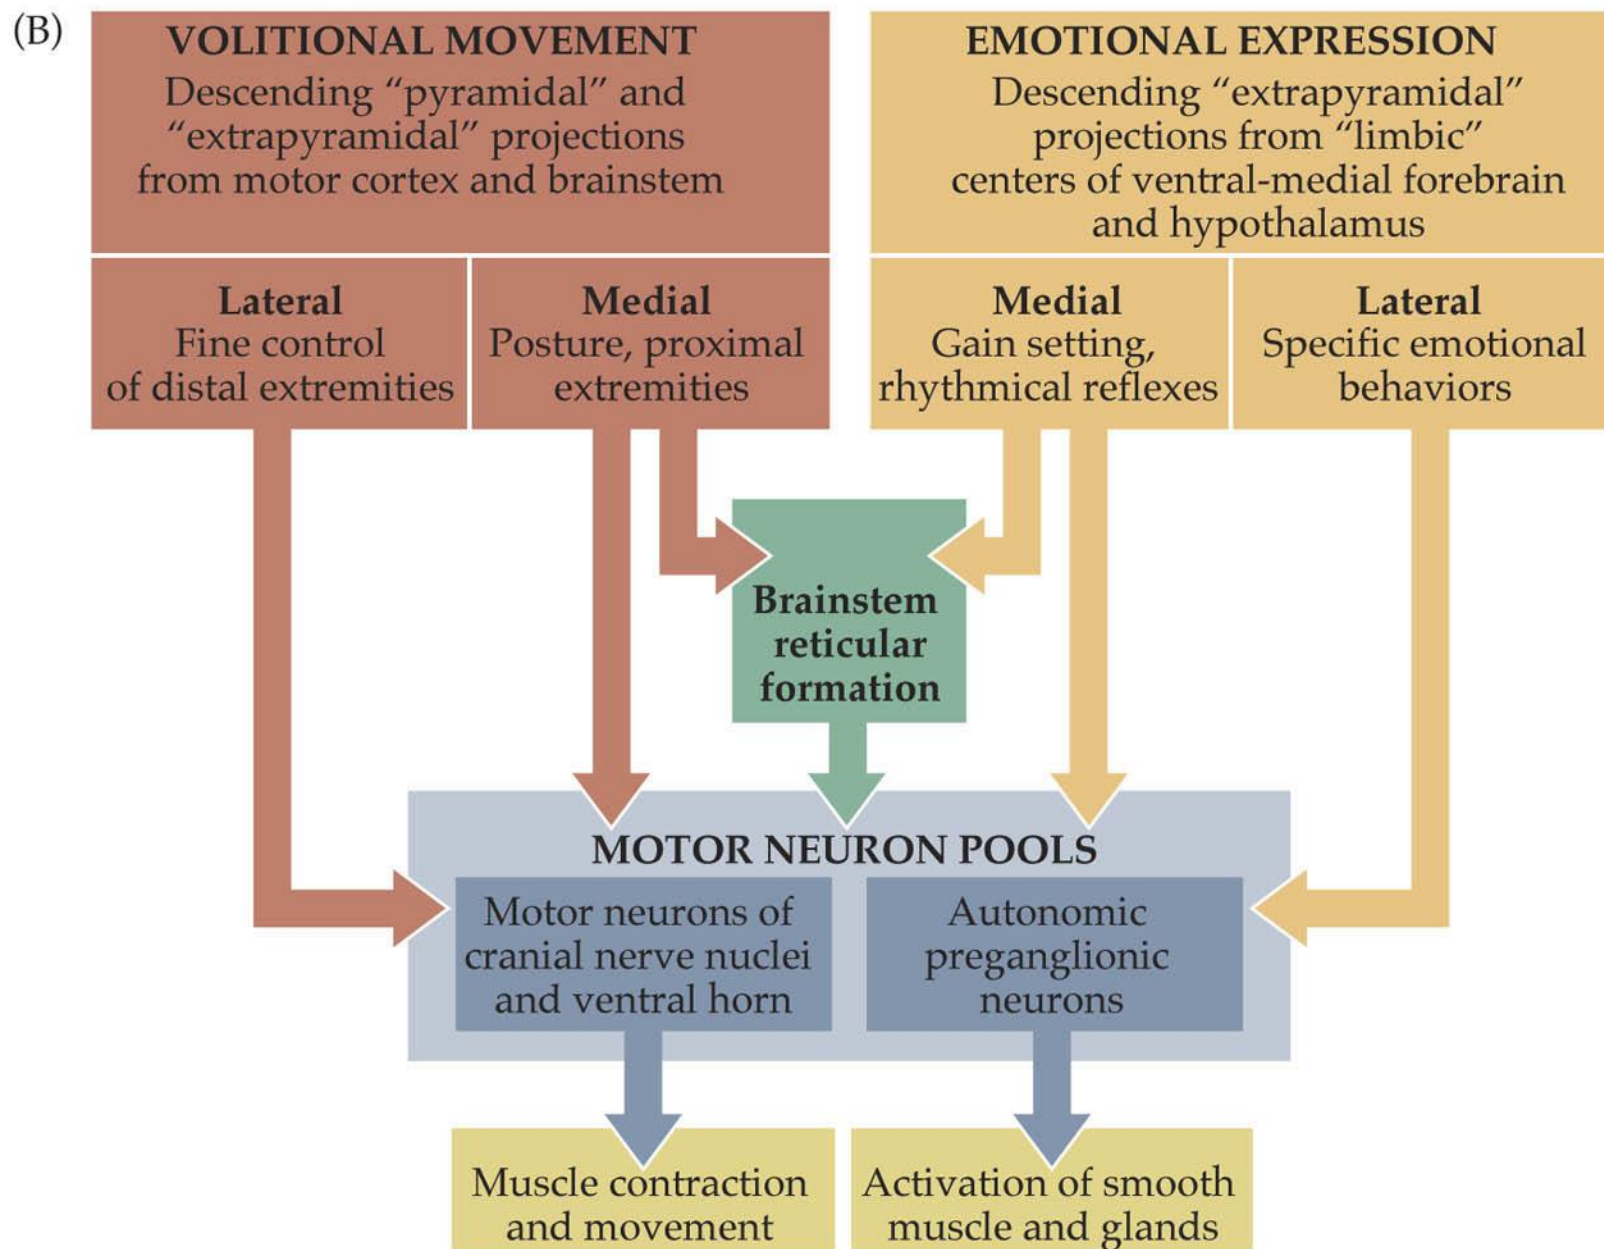 (B)
VOLITIONAL MOVEMENT
Descending “pyramidal” and
“extrapyramidal” projections
from motor cortex and brainstem
EMOTIONAL EXPRESSION
Descending “extrapyramidal”
projections from “limbic”
centers of ventral-medial forebrain
and hypothalamus
Lateral
Fine control
of distal extremities
Medial
Posture, proximal
extremities
Medial
Gain setting,
rhythmical reflexes
Lateral
Specific emotional
behaviors
Brainstem
reticular
formation
MOTOR NEURON POOLS
Motor neurons of
cranial nerve nuclei
and ventral horn
Autonomic
preganglionic
neurons
Muscle contraction
and movement
Activation of smooth
muscle and glands